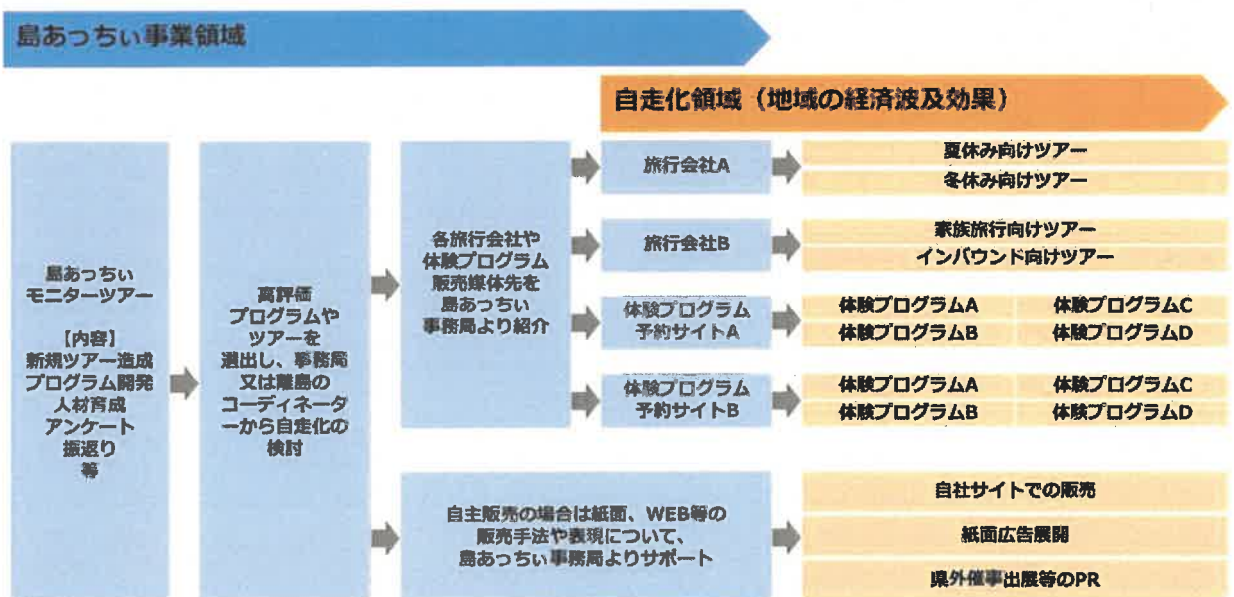 島あっちぃ事業領域
自走化領域（地域の経済波及効果）
島あっちぃ
モニターツアー
【内容】
新規ツアー造成
プログラム開発
人材育成
アンケート
振返り
等
高評価
プログラムや
ツアーを
選出し、事務局
又は離島の
コーディネータ
ーから自走化の
検討
各旅行会社や
体験プログラム
販売媒体先を
島あっちぃ
事務局より紹介
旅行会社A
夏休み向けツアー
冬休み向けツアー
旅行会社B
家族旅行向けツアー
インバウンド向けツアー
体験プログラム
予約サイトA
体験プログラムA 体験プログラムC
体験プログラムB 体験プログラムD
体験プログラム
予約サイトB
体験プログラムA 体験プログラムC
体験プログラムB 体験プログラムD
自主販売の場合は紙面、WEB等の
販売手法や表現について、
島あっちぃ事務局よりサポート
自社サイトでの販売
紙面広告展開
県外催事出展等のPR